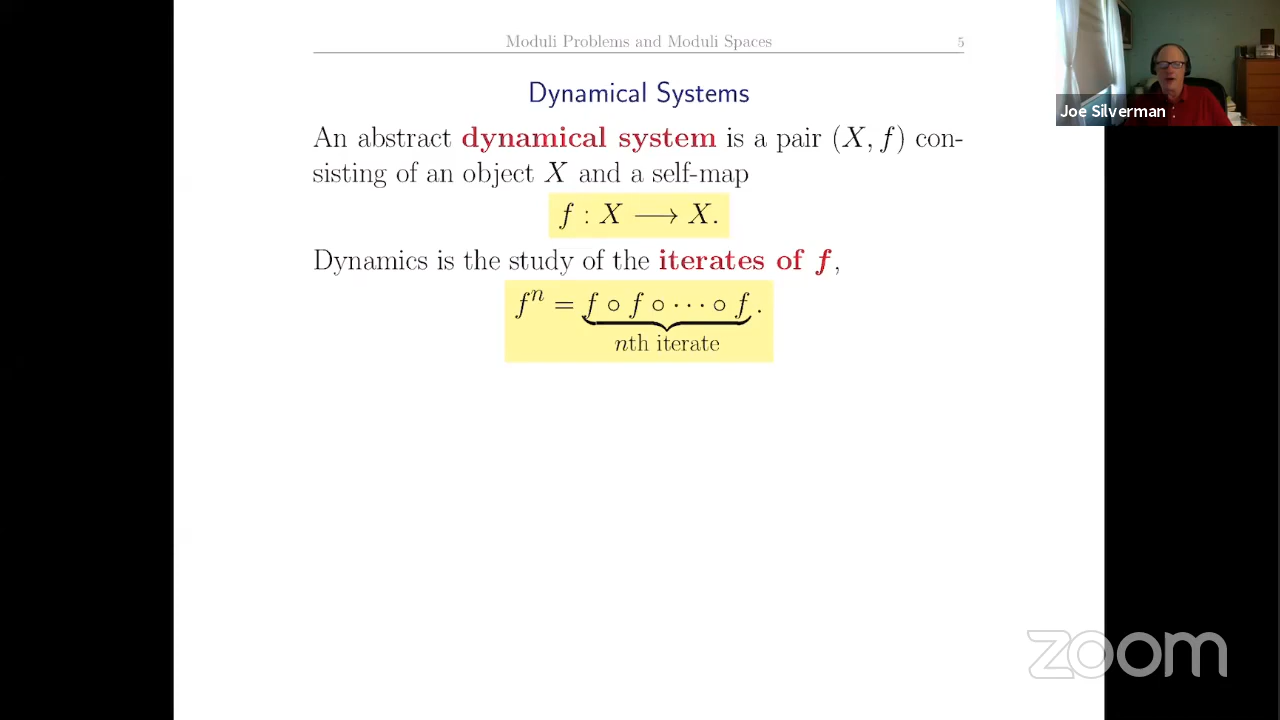 Moduli Problems and Moduli Spaces 5
Dynamical Systems
An abstract dynamical system is a pair (X, f) con-
sisting of an object X and a self-map
f : X ⟶ X.
Dynamics is the study of the iterates of f,
fⁿ = f ∘ f ∘ ⋯ ∘ f .
nth iterate
Joe Silverman
zoom